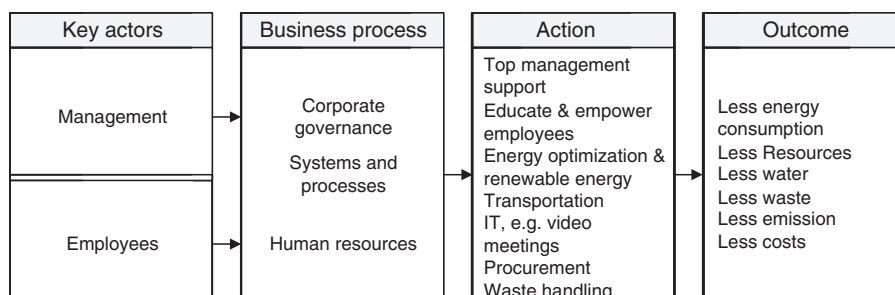 Key actors
Management
Employees
Business process
Corporate
governance
Systems and
processes
Human resources
Action
Top management
support
Educate & empower
employees
Energy optimization &
renewable energy
Transportation
IT, e.g. video
meetings
Procurement
Waste handling
Outcome
Less energy
consumption
Less Resources
Less water
Less waste
Less emission
Less costs